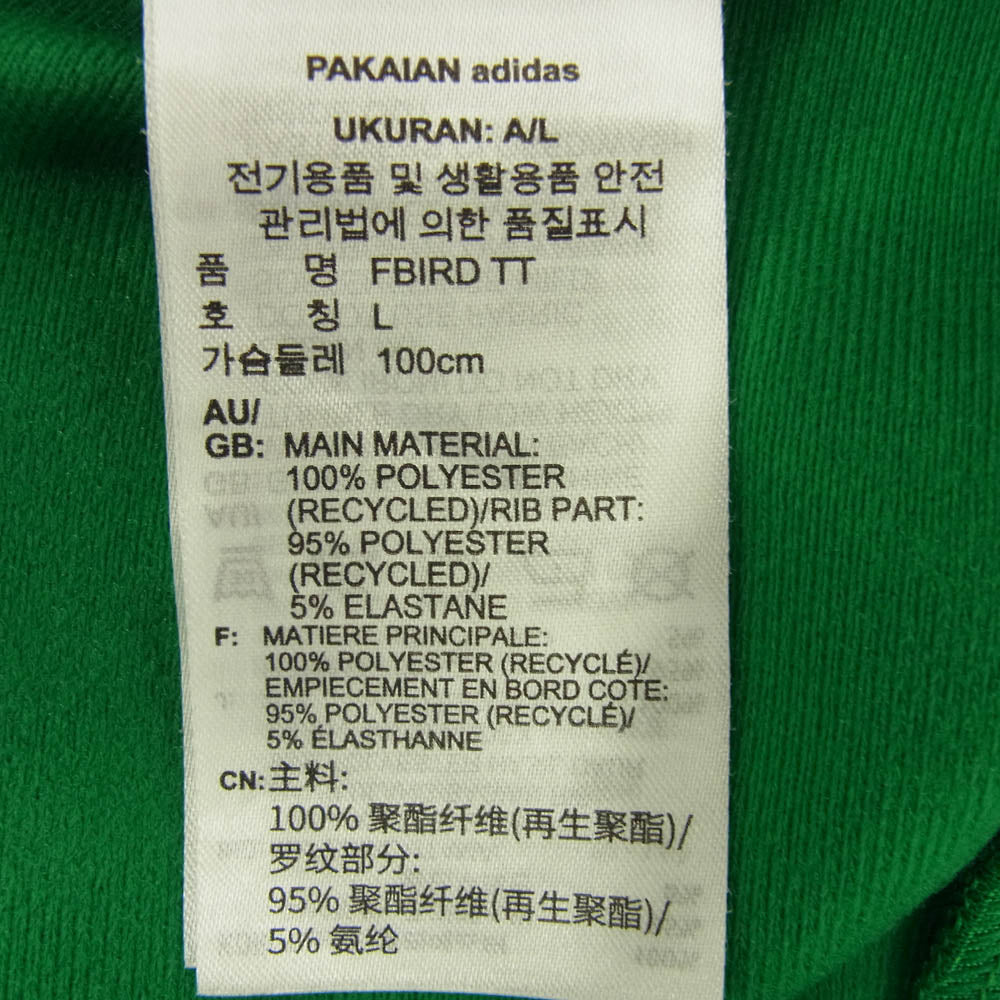 PAKAIAN adidas
UKURAN: A/L
전기용품 및 생활용품 안전
관리법에 의한 품질표시
품 명 FBIRD TT
호 칭 L
가슴둘레 100cm
AU/
GB: MAIN MATERIAL:
100% POLYESTER
(RECYCLED)/RIB PART:
95% POLYESTER
(RECYCLED)/
5% ELASTANE
F: MATIERE PRINCIPALE:
100% POLYESTER (RECYCLÉ)/
EMPIECEMENT EN BORD COTE:
95% POLYESTER (RECYCLÉ)/
5% ÉLASTHANNE
CN: 主料:
100% 聚酯纤维(再生聚酯)/
罗纹部分:
95% 聚酯纤维(再生聚酯)/
5% 氨纶